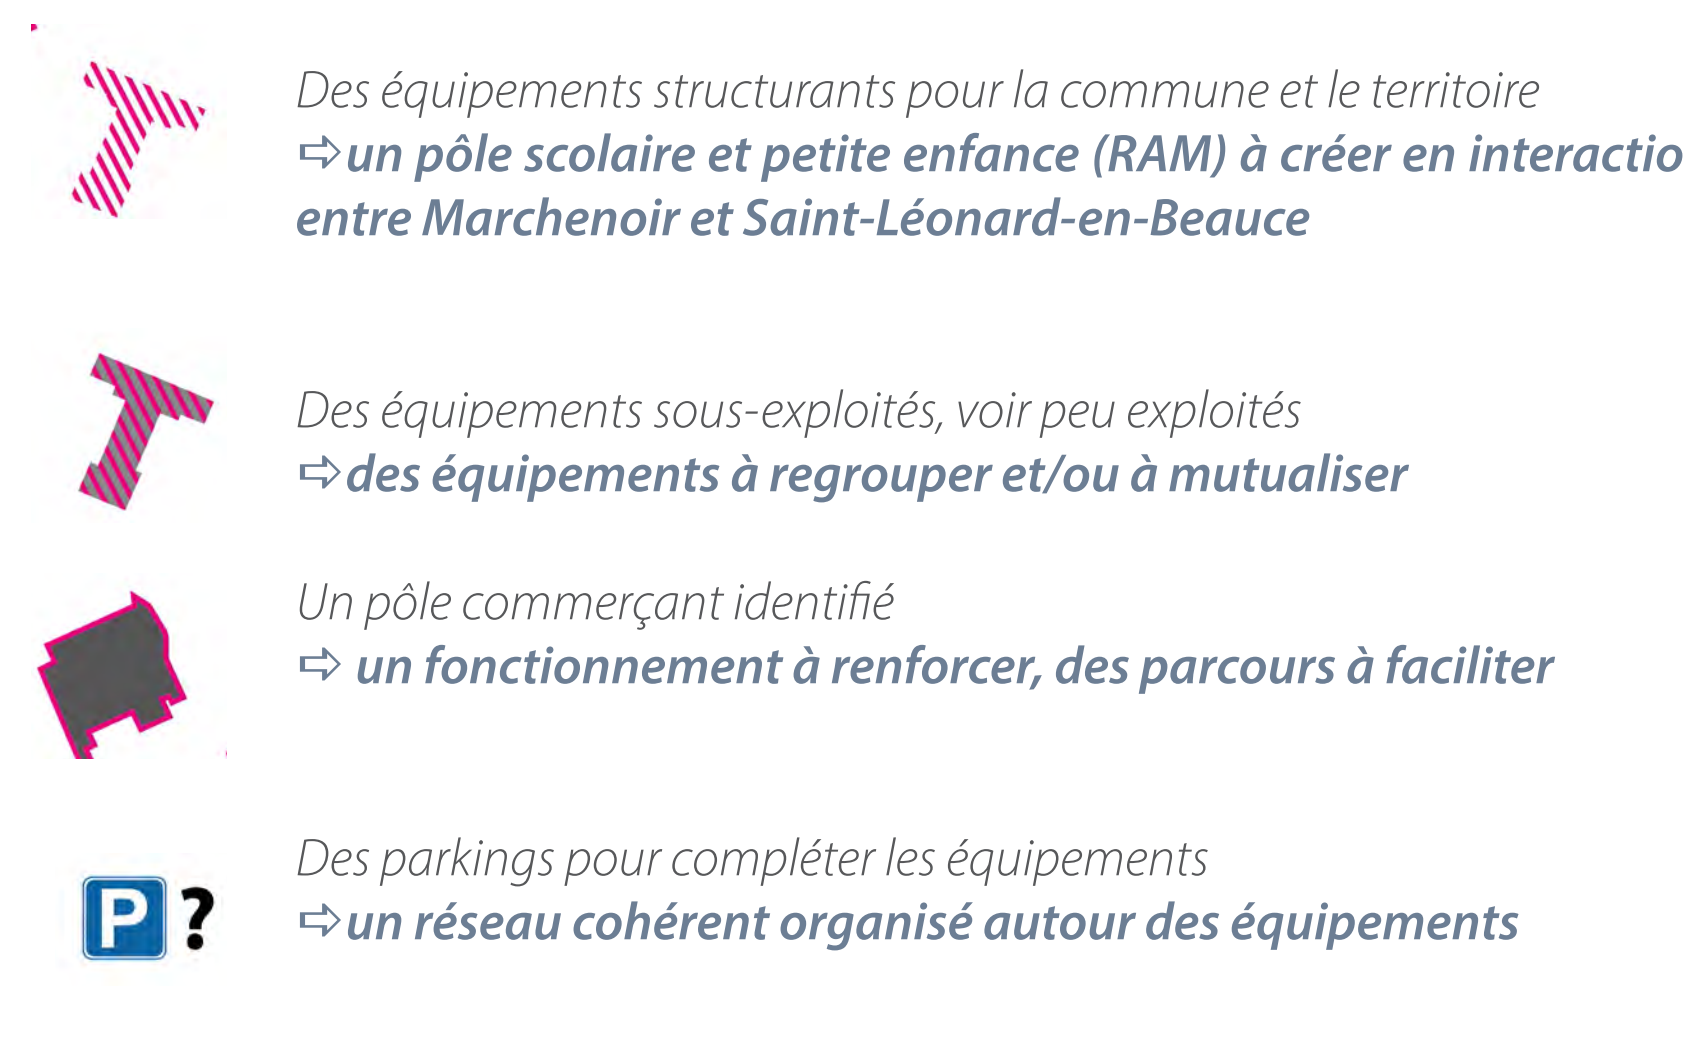 Des équipements structurants pour la commune et le territoire
⇨un pôle scolaire et petite enfance (RAM) à créer en interactio
entre Marchenoir et Saint-Léonard-en-Beauce
Des équipements sous-exploités, voir peu exploités
⇨des équipements à regrouper et/ou à mutualiser
Un pôle commerçant identifié
⇨ un fonctionnement à renforcer, des parcours à faciliter
Des parkings pour compléter les équipements
P ?
⇨un réseau cohérent organisé autour des équipements